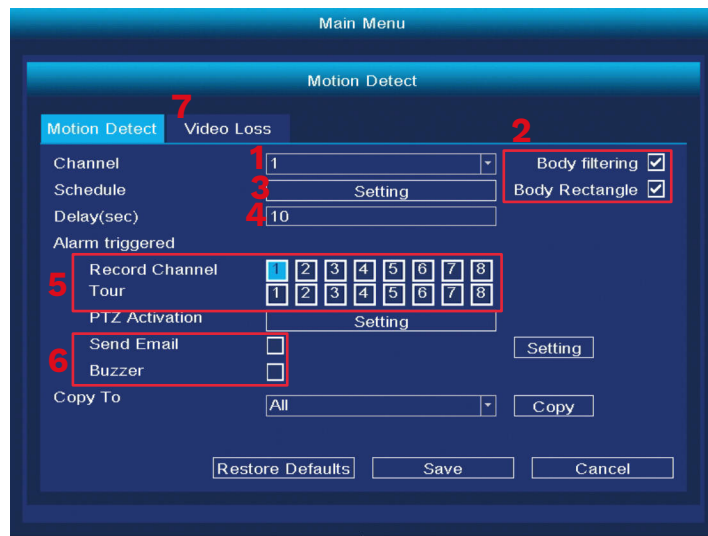 Main Menu
Motion Detect
7
Motion Detect Video Loss
2
Channel 1 1 Body filtering
Schedule 3 Setting Body Rectangle
Delay(sec) 4 10
Alarm triggered
5 Record Channel 1 2 3 4 5 6 7 8
Tour 1 2 3 4 5 6 7 8
PTZ Activation Setting
6 Send Email Setting
Buzzer
Copy To All Copy
Restore Defaults Save Cancel